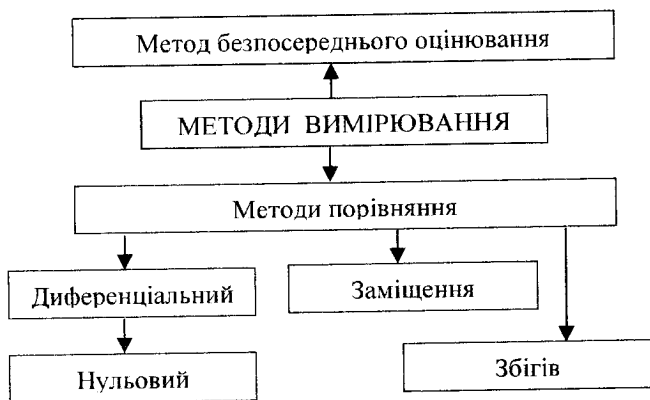 Метод безпосереднього оцінювання
МЕТОДИ ВИМІРЮВАННЯ
Методи порівняння
Диференціальний
Заміщення
Нульовий
Збігів